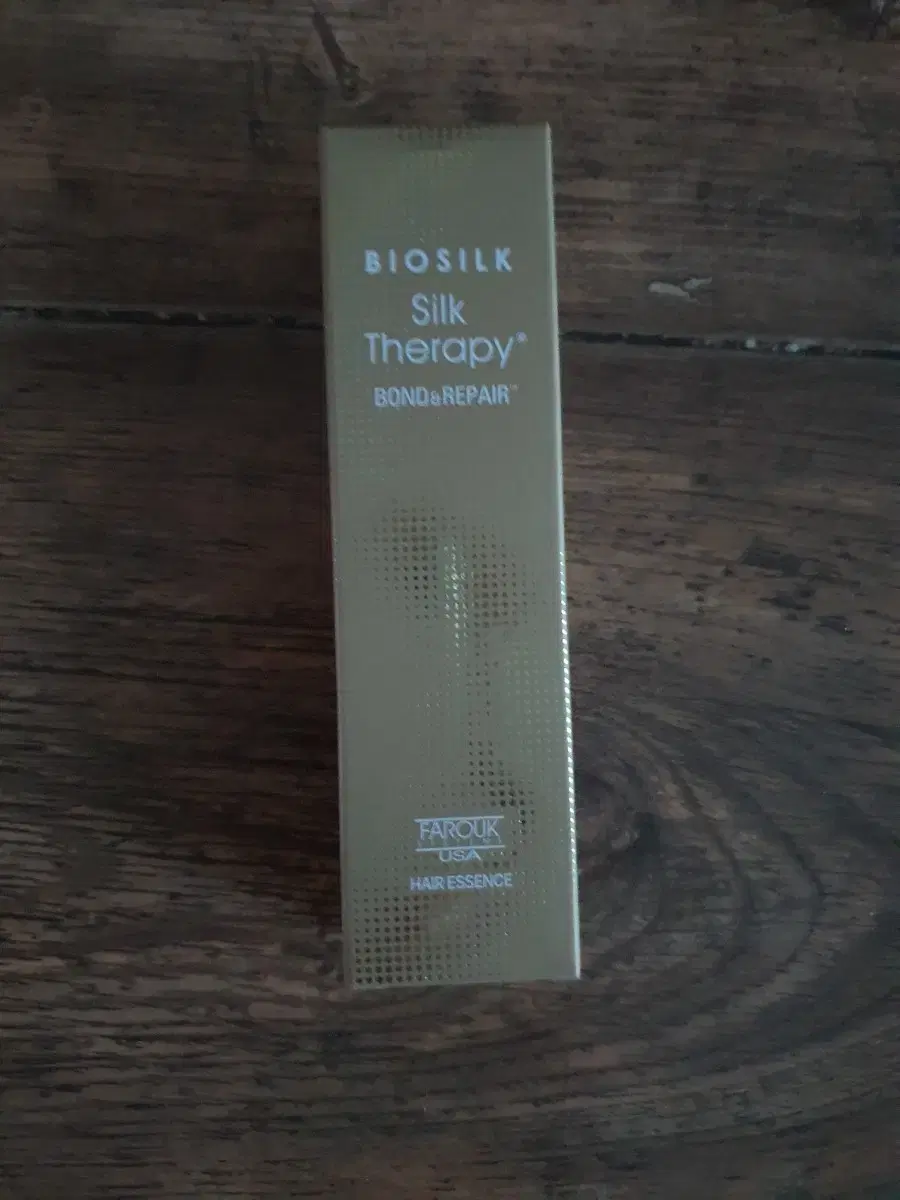 BIOSILK
Silk
Therapy®
BOND&REPAIR™
FAROUK
USA
HAIR ESSENCE